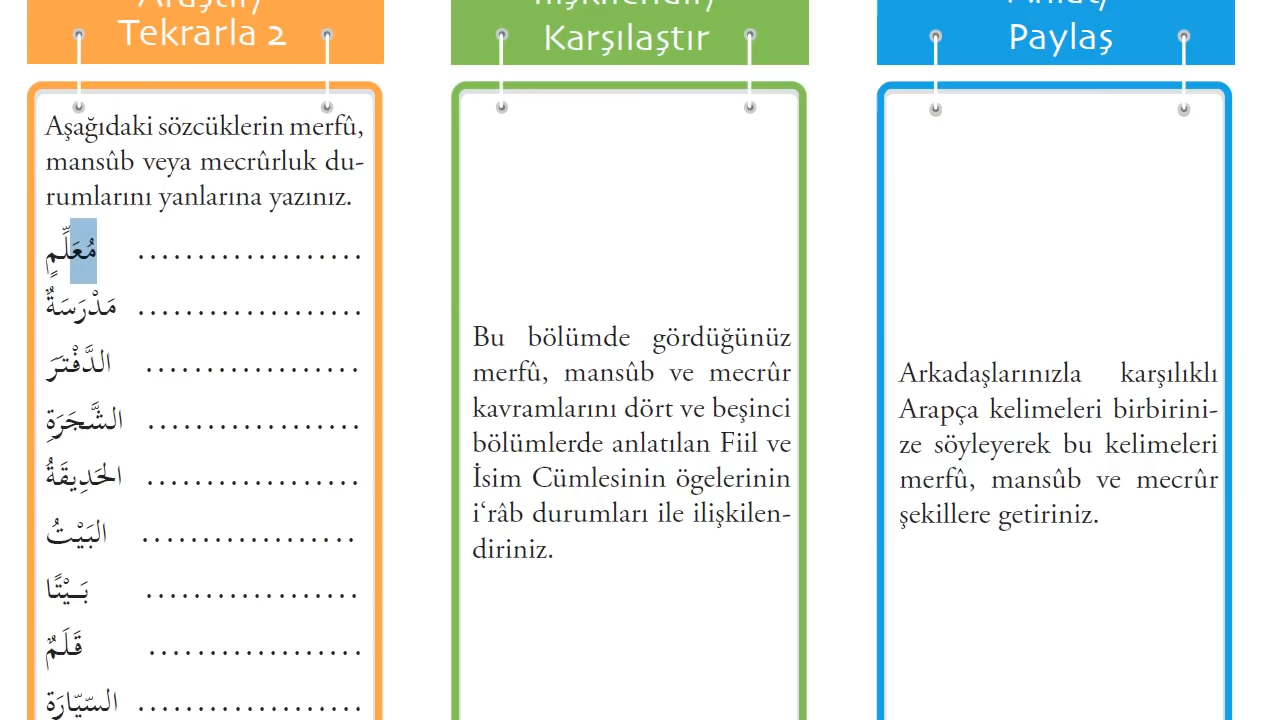 Tekrarla 2
Aşağıdaki sözcüklerin merfû,
mansûb veya mecrûrluk du-
rumlarını yanlarına yazınız.
مُعَلِّمٍ ...................
مَدْرَسَةٌ ...................
الدَّفْتَرَ ..................
الشَّجَرَةِ ..................
الحَدِيقَةُ ..................
البَيْتُ ..................
بَـيْتًا ..................
قَلَمٌ ..................
السّيّارَةِ ...................
Karşılaştır
Bu bölümde gördüğünüz
merfû, mansûb ve mecrûr
kavramlarını dört ve beşinci
bölümlerde anlatılan Fiil ve
İsim Cümlesinin ögelerinin
i‘râb durumları ile ilişkilen-
diriniz.
Paylaş
Arkadaşlarınızla karşılıklı
Arapça kelimeleri birbirini-
ze söyleyerek bu kelimeleri
merfû, mansûb ve mecrûr
şekillere getiriniz.